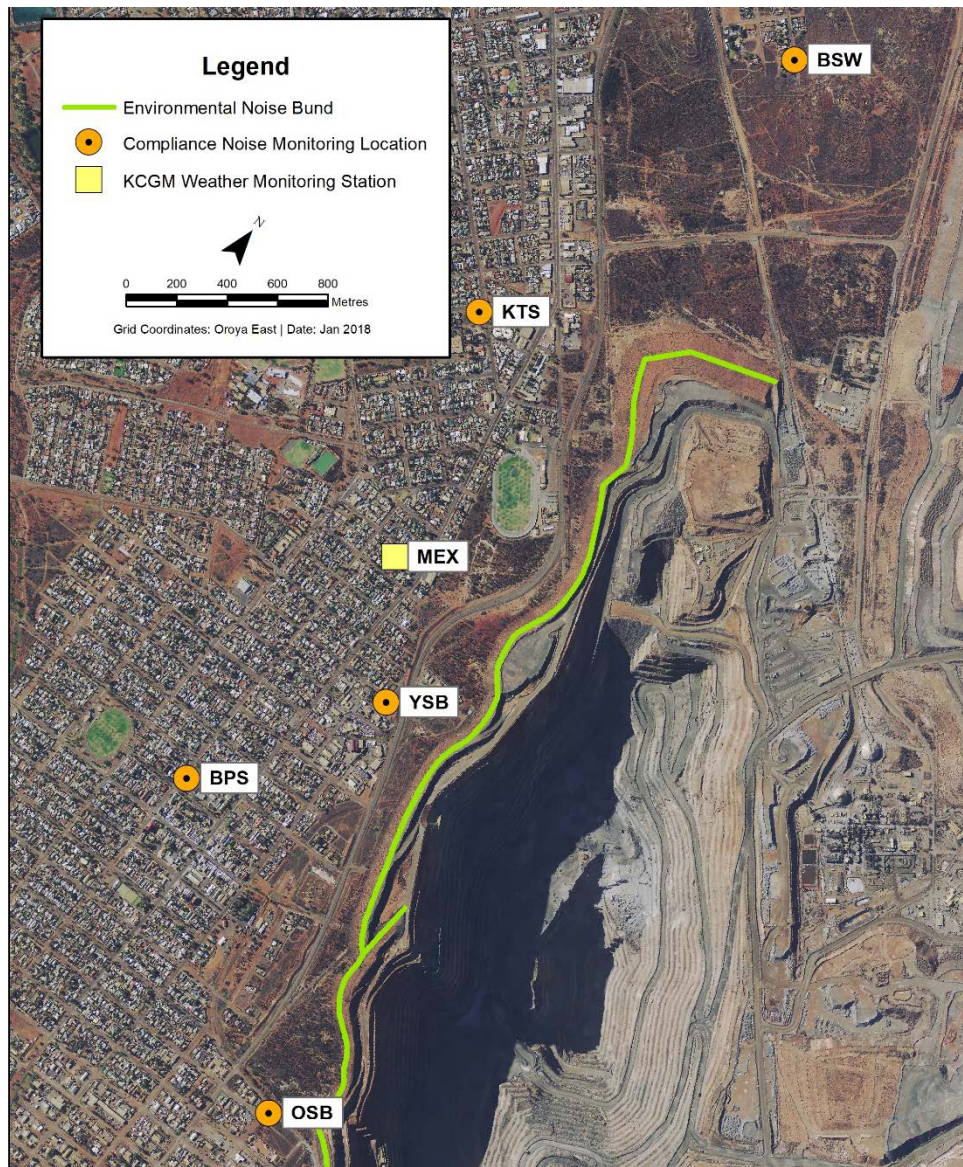 Legend
Environmental Noise Bund
Compliance Noise Monitoring Location
KCGM Weather Monitoring Station
N
0 200 400 600 800
Metres
Grid Coordinates: Oroya East | Date: Jan 2018
BSW
KTS
MEX
YSB
BPS
OSB